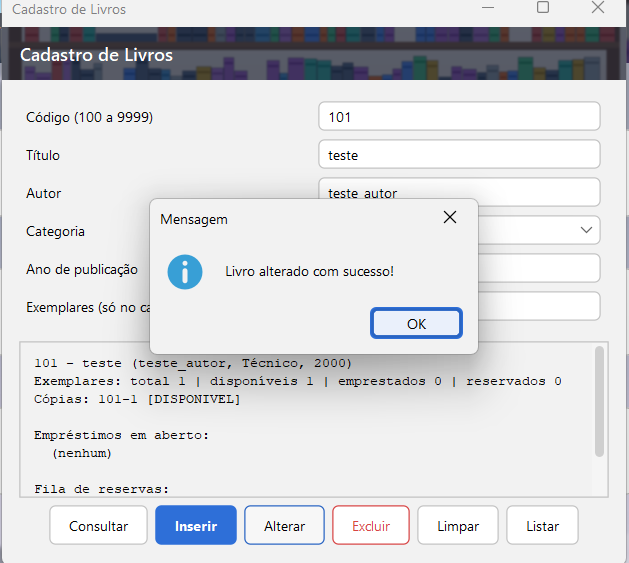 Cadastro de Livros
Cadastro de Livros
Código (100 a 9999)
101
Título
teste
Autor
teste_autor
Mensagem
Categoria
Livro alterado com sucesso!
Ano de publicação
Exemplares (só no ca
OK
101 - teste (teste_autor, Técnico, 2000)
Exemplares: total 1 | disponíveis 1 | emprestados 0 | reservados 0
Cópias: 101-1 [DISPONIVEL]
Empréstimos em aberto:
(nenhum)
Fila de reservas:
Consultar
Inserir
Alterar
Excluir
Limpar
Listar